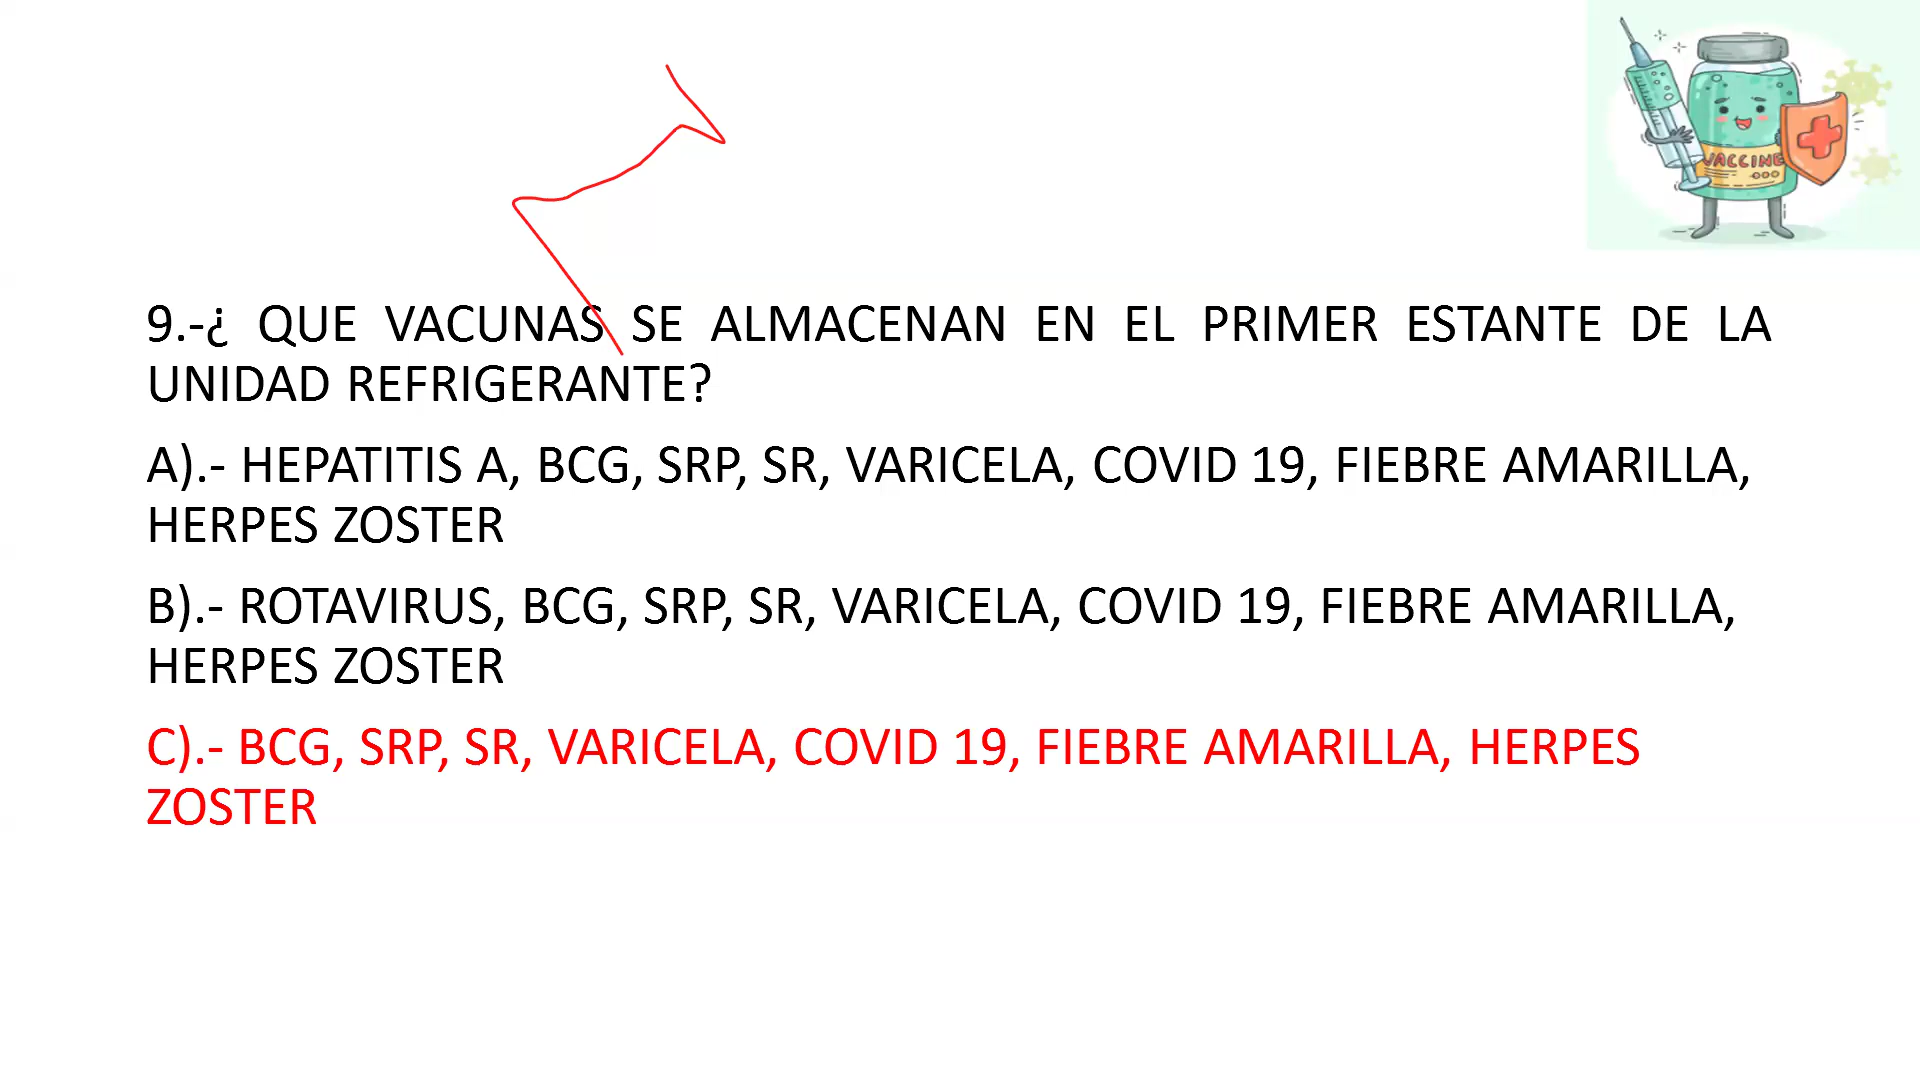 VACCINE
9.-¿ QUE VACUNAS SE ALMACENAN EN EL PRIMER ESTANTE DE LA
UNIDAD REFRIGERANTE?
A).- HEPATITIS A, BCG, SRP, SR, VARICELA, COVID 19, FIEBRE AMARILLA,
HERPES ZOSTER
B).- ROTAVIRUS, BCG, SRP, SR, VARICELA, COVID 19, FIEBRE AMARILLA,
HERPES ZOSTER
C).- BCG, SRP, SR, VARICELA, COVID 19, FIEBRE AMARILLA, HERPES
ZOSTER